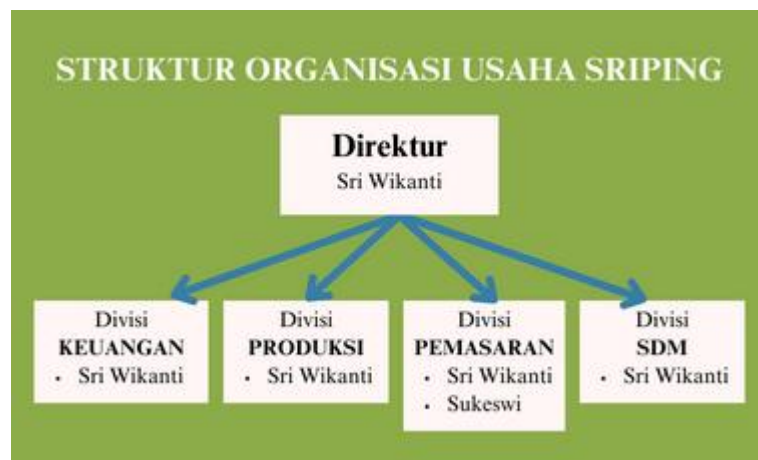 STRUKTUR ORGANISASI USAHA SRIPING
Direktur
Sri Wikanti
Divisi
KEUANGAN
• Sri Wikanti
Divisi
PRODUKSI
• Sri Wikanti
Divisi
PEMASARAN
• Sri Wikanti
• Sukeswi
Divisi
SDM
• Sri Wikanti